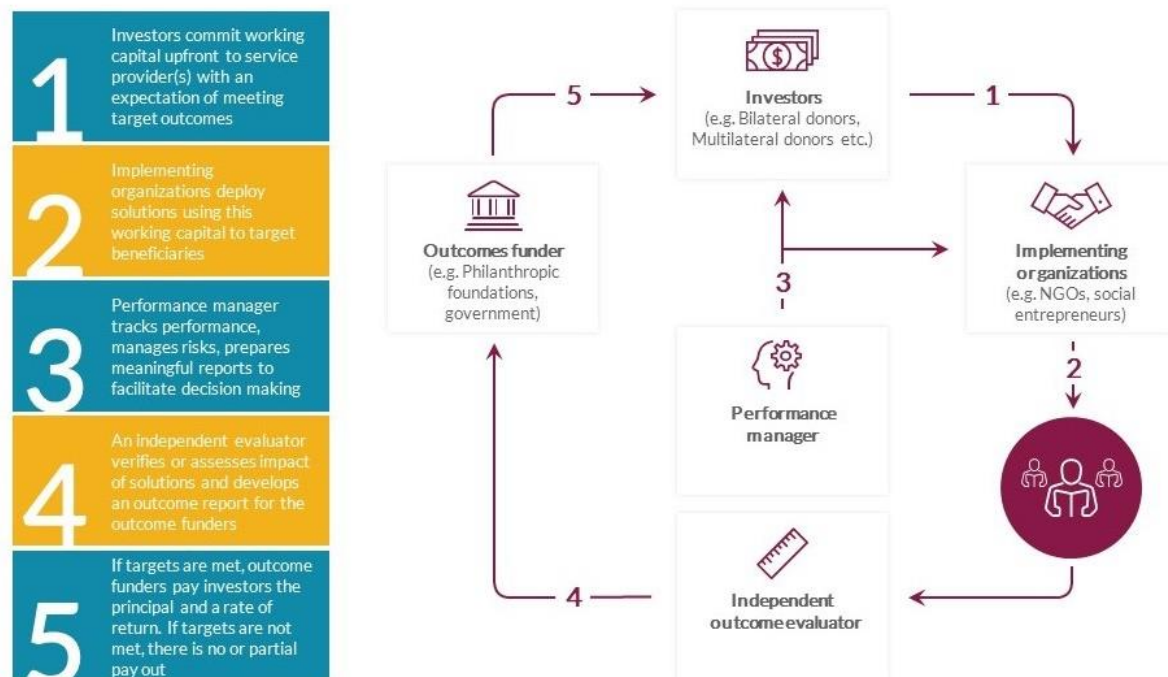 1
Investors commit working
capital upfront to service
provider(s) with an
expectation of meeting
target outcomes
2
Implementing
organizations deploy
solutions using this
working capital to target
beneficiaries
3
Performance manager
tracks performance,
manages risks, prepares
meaningful reports to
facilitate decision making
4
An independent evaluator
verifies or assesses impact
of solutions and develops
an outcome report for the
outcome funders
5
If targets are met, outcome
funders pay investors the
principal and a rate of
return. If targets are not
met, there is no or partial
pay out
5
$
Investors
(e.g. Bilateral donors,
Multilateral donors etc.)
1
Outcomes funder
(e.g. Philanthropic
foundations,
government)
3
Implementing
organizations
(e.g. NGOs, social
entrepreneurs)
2
Performance
manager
4
Independent
outcome evaluator